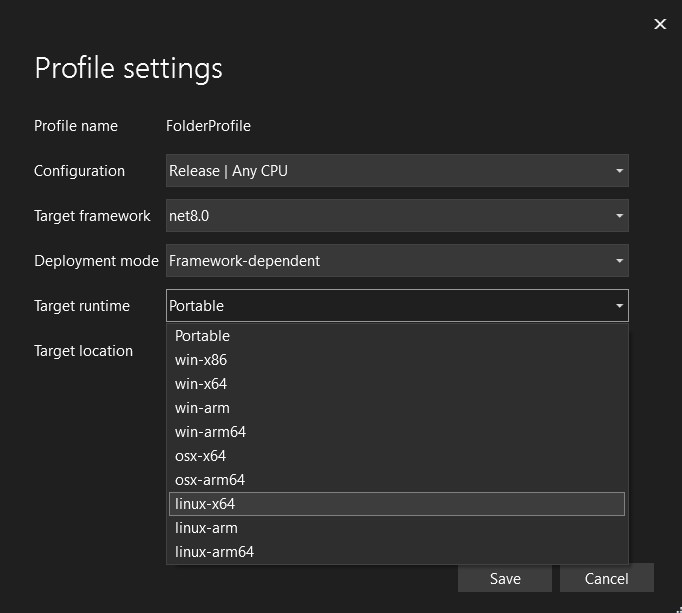 Profile settings
Profile name FolderProfile
Configuration Release | Any CPU
Target framework net8.0
Deployment mode Framework-dependent
Target runtime Portable
Target location
Portable
win-x86
win-x64
win-arm
win-arm64
osx-x64
osx-arm64
linux-x64
linux-arm
linux-arm64
Save Cancel